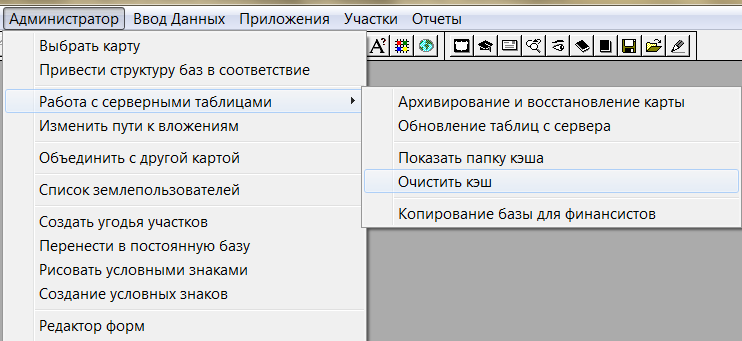 Администратор Ввод Данных Приложения Участки Отчеты
A?
Выбрать карту
Привести структуру баз в соответствие
Работа с серверными таблицами
Изменить пути к вложениям
Объединить с другой картой
Список землепользователей
Создать угодья участков
Перенести в постоянную базу
Рисовать условными знаками
Создание условных знаков
Редактор форм
Архивирование и восстановление карты
Обновление таблиц с сервера
Показать папку кэша
Очистить кэш
Копирование базы для финансистов